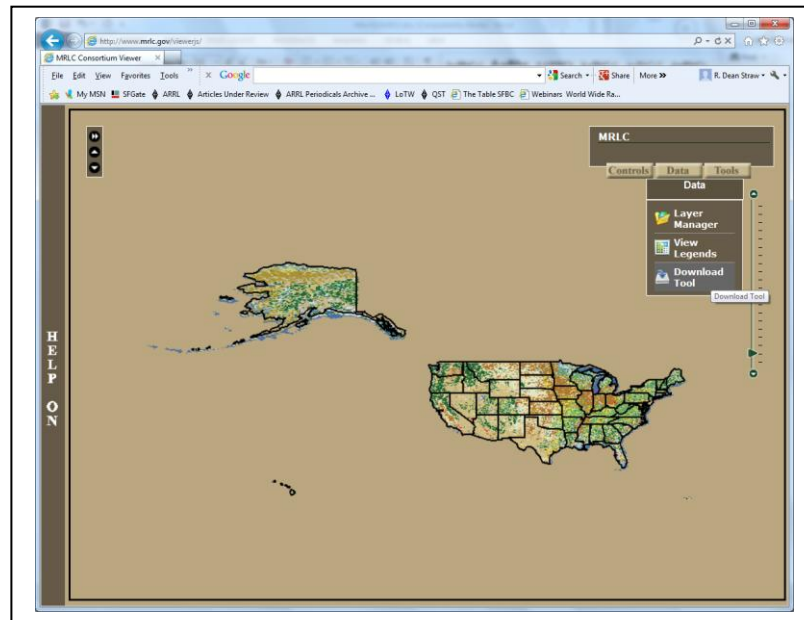 http://www.mrlc.gov/viewerjs/
MRLC Consortium Viewer
File Edit View Favorites Tools
x Google Search Share More » R. Dean Straw
My MSN SFGate ARRL Articles Under Review ARRL Periodicals Archive ... LoTW QST The Table SFBC Webinars World Wide Ra...
MRLC
Controls Data Tools
Data
Layer
Manager
View
Legends
Download
Tool
Download Tool
H
E
L
P
O
N